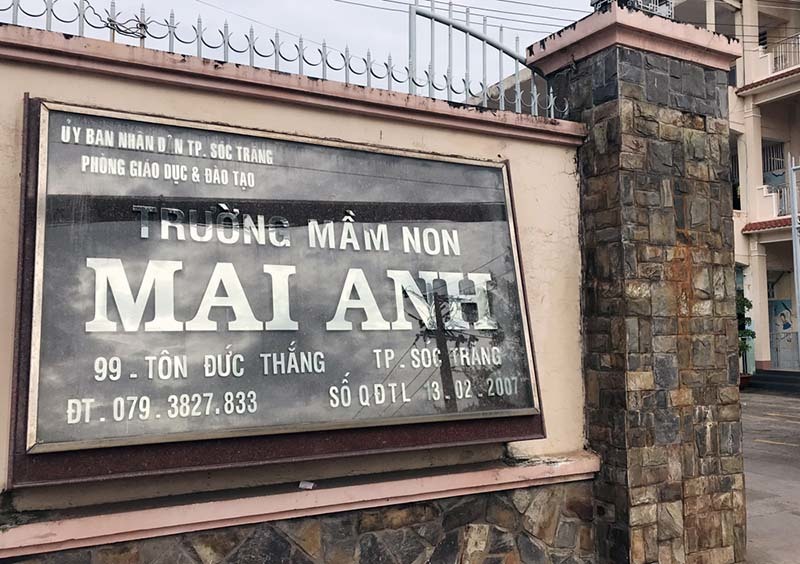 ỦY BAN NHÂN DÂN TP. SÓC TRĂNG
PHÒNG GIÁO DỤC & ĐÀO TẠO
TRƯỜNG MẦM NON
MAI ANH
99 - TÔN ĐỨC THẮNG TP - SÓC TRĂNG
ĐT . 079 . 3827 . 833 SỐ QĐTL 13 - 02 - 2007